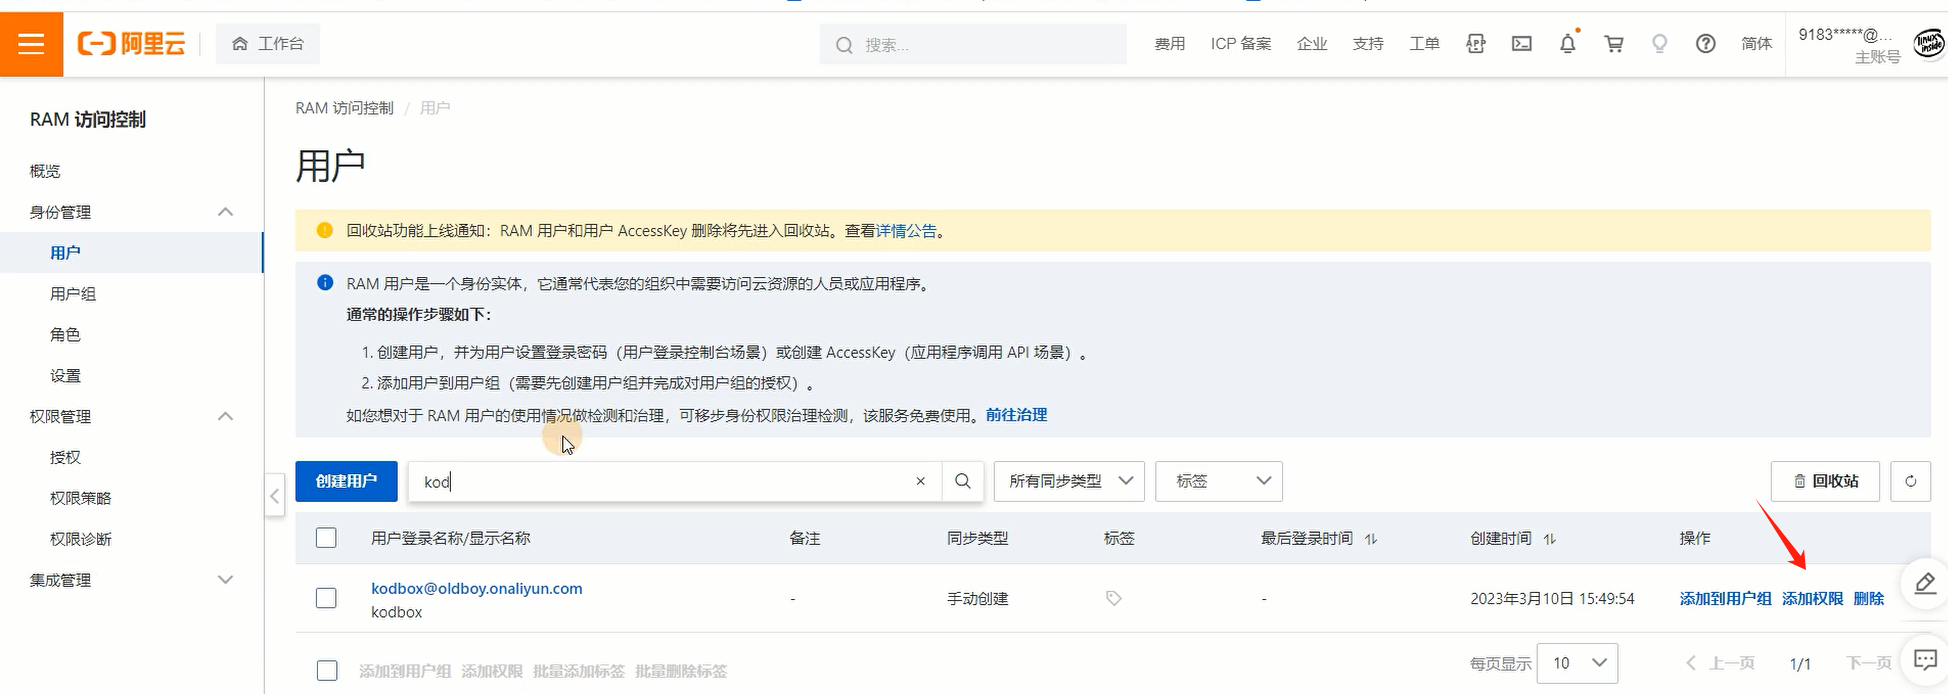 阿里云
工作台
搜索...
费用
ICP 备案
企业
支持
工单
简体
9183*****@...
主账号
RAM 访问控制
概览
身份管理
用户
用户组
角色
设置
权限管理
授权
权限策略
权限诊断
集成管理
RAM 访问控制 / 用户
用户
回收站功能上线通知：RAM 用户和用户 AccessKey 删除将先进入回收站。查看详情公告。
RAM 用户是一个身份实体，它通常代表您的组织中需要访问云资源的人员或应用程序。
通常的操作步骤如下：
1. 创建用户，并为用户设置登录密码（用户登录控制台场景）或创建 AccessKey（应用程序调用 API 场景）。
2. 添加用户到用户组（需要先创建用户组并完成对用户组的授权）。
如您想对于 RAM 用户的使用情况做检测和治理，可移步身份权限治理检测，该服务免费使用。前往治理
创建用户
kod
所有同步类型
标签
回收站
用户登录名称/显示名称 备注 同步类型 标签 最后登录时间 创建时间 操作
kodbox@oldboy.onaliyun.com
kodbox
- 手动创建 - 2023年3月10日 15:49:54 添加到用户组 添加权限 删除
添加到用户组 添加权限 批量添加标签 批量删除标签
每页显示 10 上一页 1/1 下一页